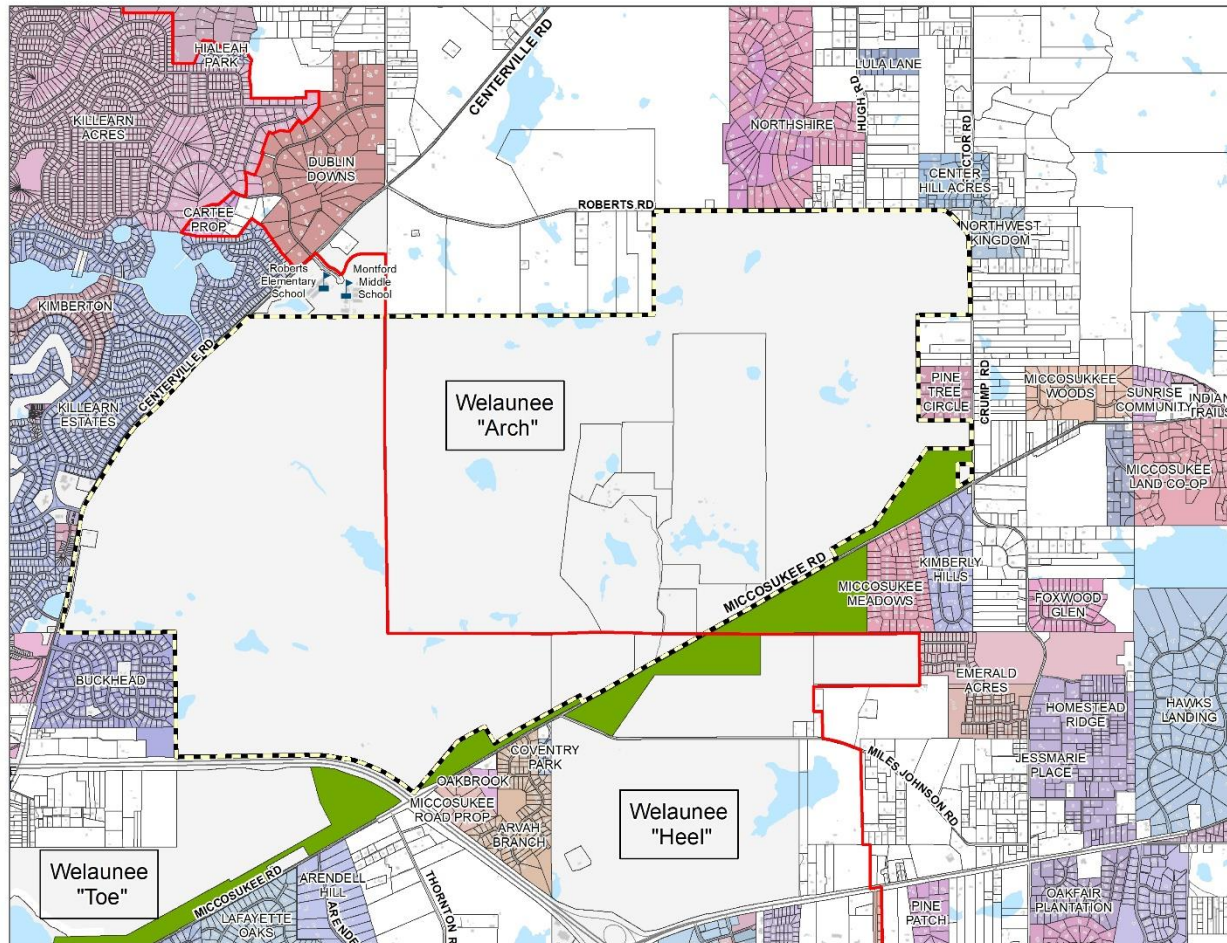 HIALEAH
PARK
CENTERVILLE RD
LULA LANE
KILLEARN
ACRES
NORTHSHIRE
HUGH RD
DUBLIN
DOWNS
CENTER
HILL ACRES
CARTEE
PROP
ROBERTS RD
NORTHWEST
KINGDOM
Roberts
Elementary
School
Montford
Middle
School
KIMBERTON
CENTERVILLE RD
KILLEARN
ESTATES
Welaunee
"Arch"
PINE
TREE
CIRCLE
CRUMP RD
MICCOSUKKEE
WOODS
SUNRISE
COMMUNITY
INDIAN
TRAILS
MICCOSUKEE
LAND CO-OP
MICCOSUKEE RD
KIMBERLY
HILLS
MICCOSUKEE
MEADOWS
FOXWOOD
GLEN
BUCKHEAD
EMERALD
ACRES
HOMESTEAD
RIDGE
HAWKS
LANDING
COVENTRY
PARK
MILES JOHNSON RD
JESSMARIE
PLACE
OAKBROOK
MICCOSUKEE
ROAD PROP
ARVAH
BRANCH
Welaunee
"Heel"
Welaunee
"Toe"
MICCOSUKEE RD
ARENDELL
HILL
THORNTON R
LAFAYETTE
OAKS
ARENDE
PINE
PATCH
OAKFAIR
PLANTATION